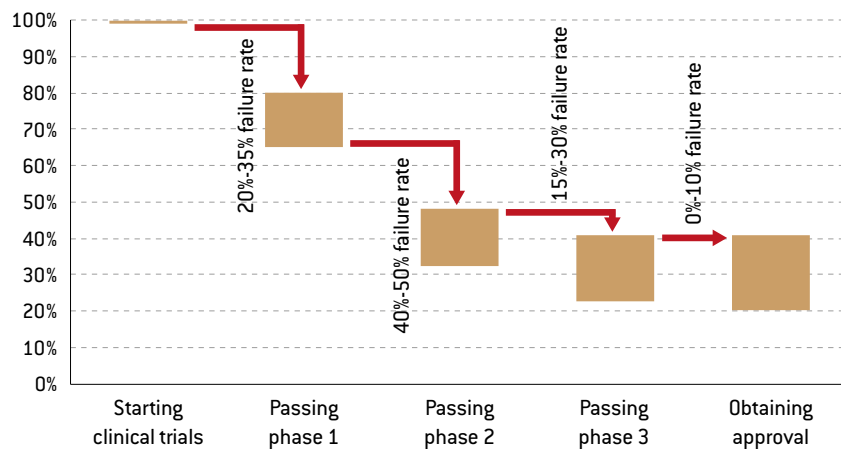 100%
90%
80%
70%
60%
50%
40%
30%
20%
10%
0%
20%-35% failure rate
40%-50% failure rate
15%-30% failure rate
0%-10% failure rate
Starting
clinical trials
Passing
phase 1
Passing
phase 2
Passing
phase 3
Obtaining
approval